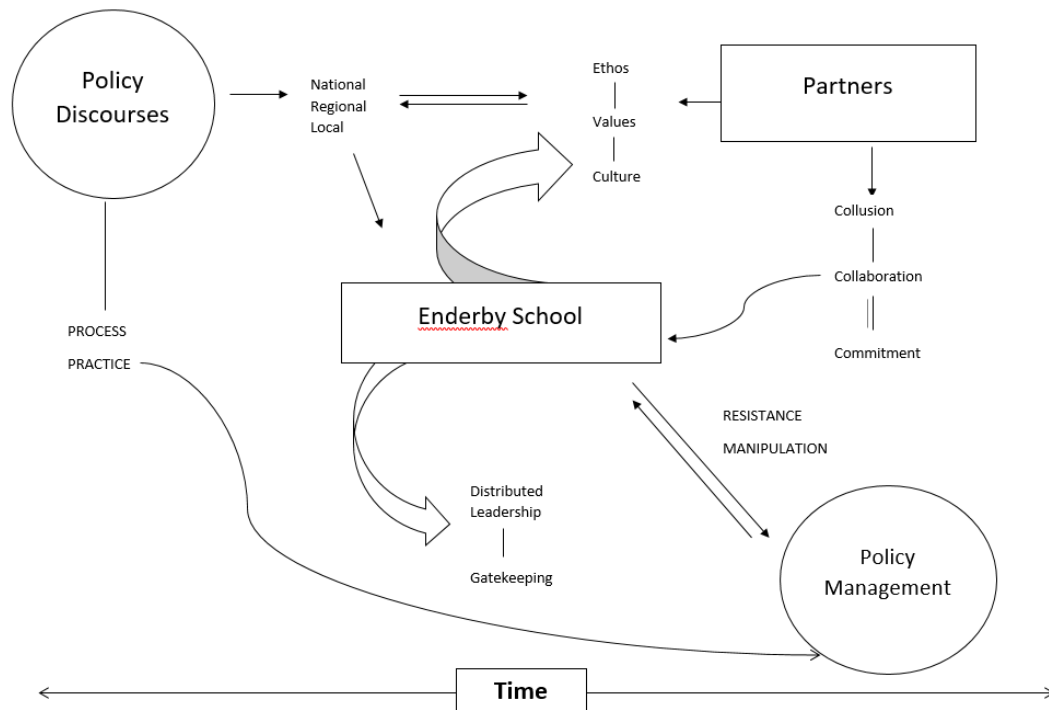 Policy
Discourses
National
Regional
Local
Ethos
Values
Culture
Partners
Collusion
Collaboration
Commitment
Enderby School
PROCESS
PRACTICE
RESISTANCE
MANIPULATION
Distributed
Leadership
Gatekeeping
Policy
Management
Time